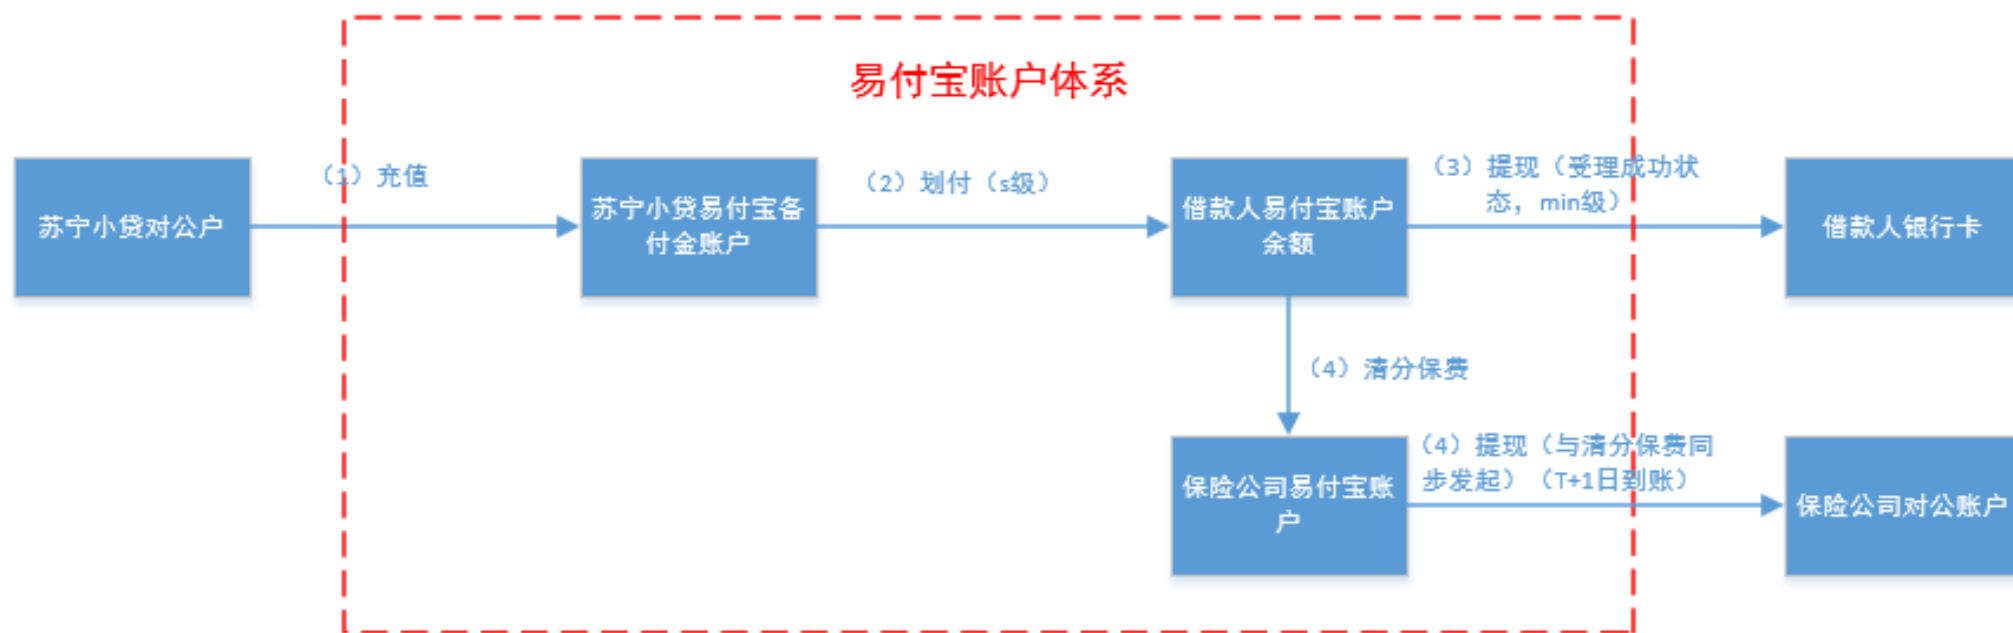 易付宝账户体系
苏宁小贷对公户
（1）充值
苏宁小贷易付宝备
付金账户
（2）划付（s级）
借款人易付宝账户
余额
（3）提现（受理成功状
态，min级）
借款人银行卡
（4）清分保费
保险公司易付宝账
户
（4）提现（与清分保费同
步发起）（T+1日到账）
保险公司对公账户